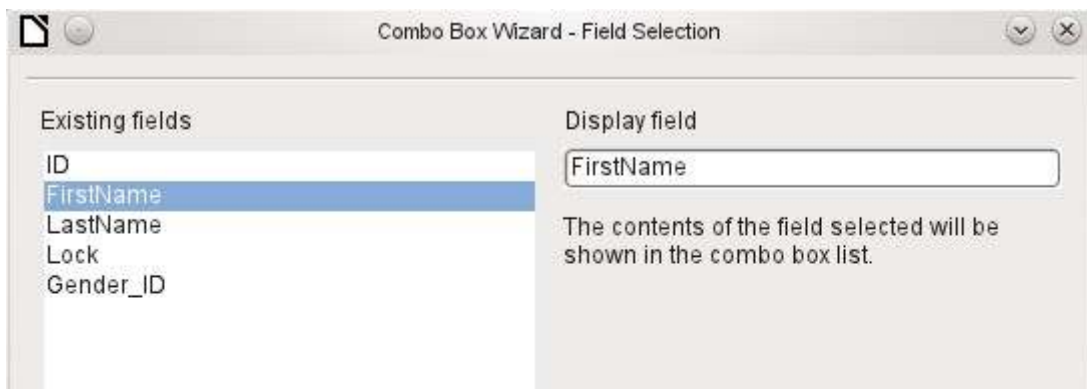 Combo Box Wizard - Field Selection
Existing fields
ID
FirstName
LastName
Lock
Gender_ID
Display field
FirstName
The contents of the field selected will be
shown in the combo box list.